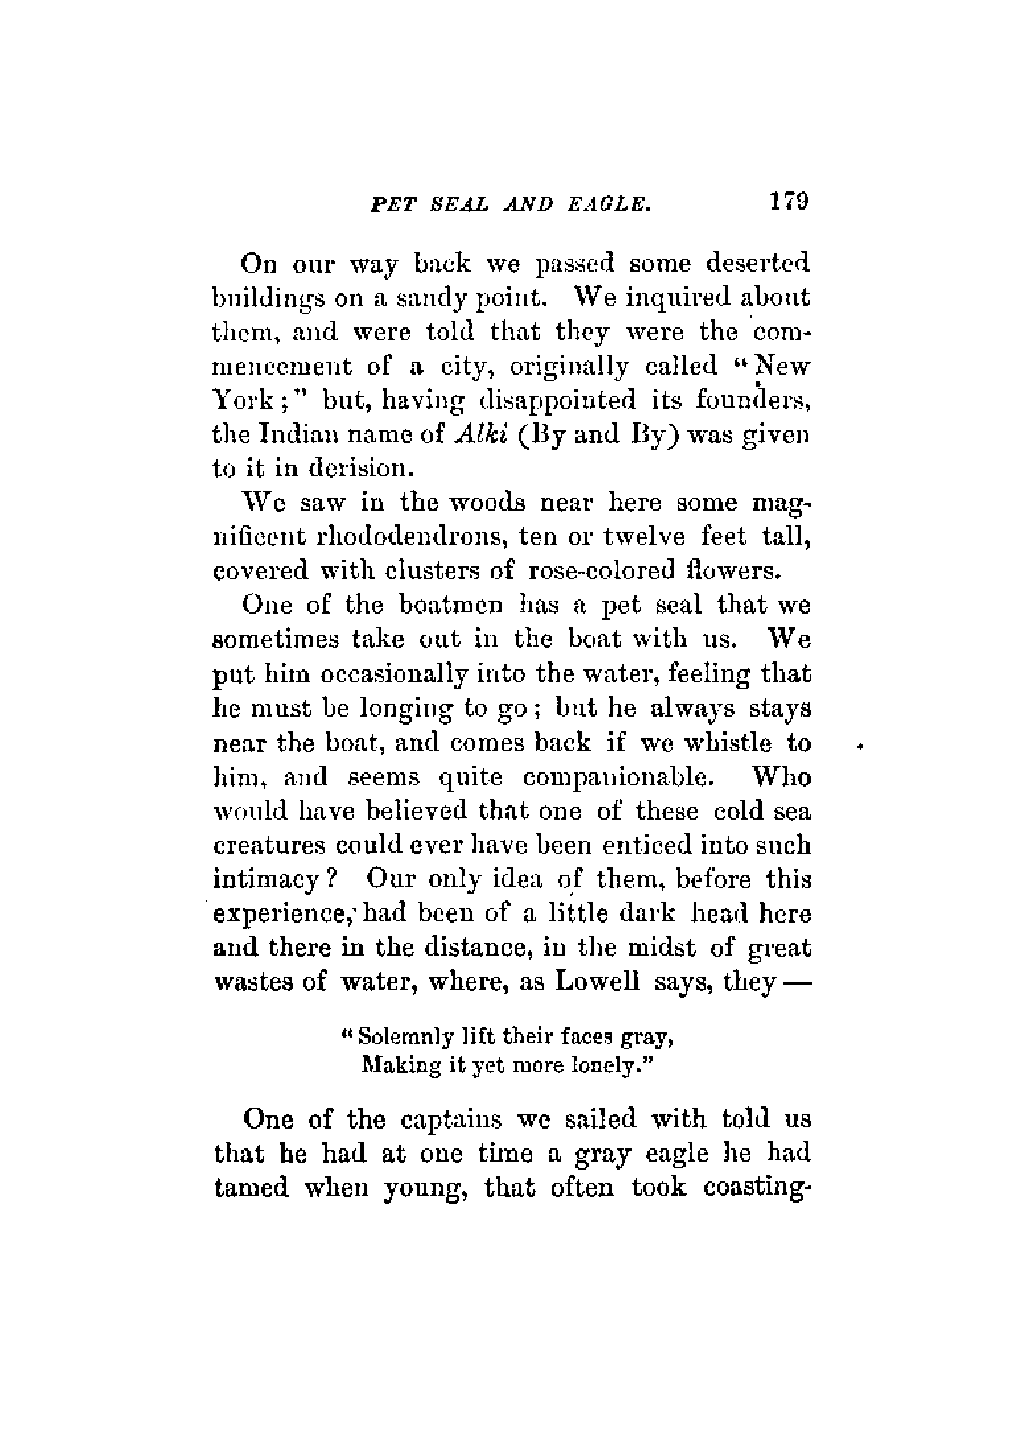 PET SEAL AND EAGLE. 179
On our way back we passed some deserted
buildings on a sandy point. We inquired about
them, and were told that they were the com-
mencement of a city, originally called "New
York;" but, having disappointed its founders,
the Indian name of Alki (By and By) was given
to it in derision.
We saw in the woods near here some mag-
nificent rhododendrons, ten or twelve feet tall,
covered with clusters of rose-colored flowers.
One of the boatmen has a pet seal that we
sometimes take out in the boat with us. We
put him occasionally into the water, feeling that
he must be longing to go; but he always stays
near the boat, and comes back if we whistle to
him, and seems quite companionable. Who
would have believed that one of these cold sea
creatures could ever have been enticed into such
intimacy? Our only idea of them, before this
experience, had been of a little dark head here
and there in the distance, in the midst of great
wastes of water, where, as Lowell says, they —
"Solemnly lift their faces gray,
Making it yet more lonely."
One of the captains we sailed with told us
that he had at one time a gray eagle he had
tamed when young, that often took coasting-